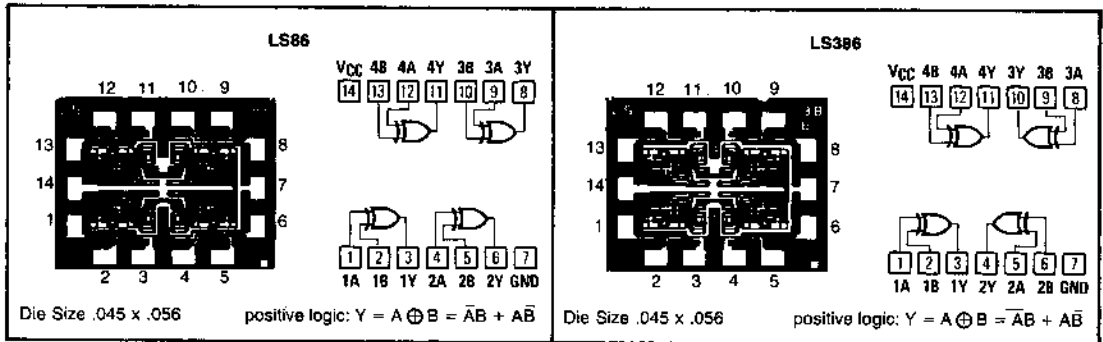 LS86
VCC 4B 4A 4Y 3B 3A 3Y
14 13 12 11 10 9 8
12 11 10 9
13 8
14 7
1 6
2 3 4 5
1 2 3 4 5 6 7
1A 1B 1Y 2A 2B 2Y GND
Die Size .045 x .056
positive logic: Y = A ⊕ B = A̅B + AB̅
LS386
VCC 4B 4A 4Y 3Y 3B 3A
14 13 12 11 10 9 8
12 11 10 9
13 8
14 7
1 6
2 3 4 5
1 2 3 4 5 6 7
1A 1B 1Y 2Y 2A 2B GND
Die Size .045 x .056
positive logic: Y = A ⊕ B = A̅B + AB̅